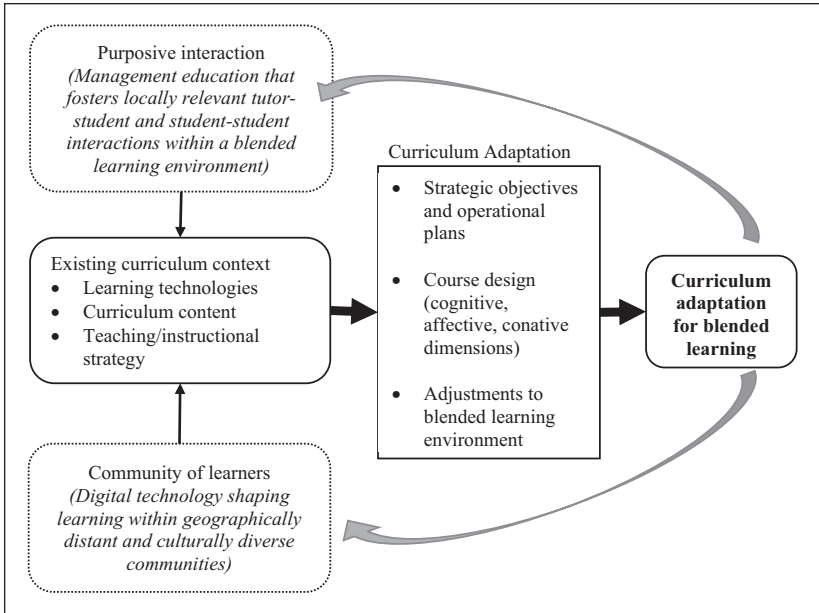 Purposive interaction
(Management education that
fosters locally relevant tutor-
student and student-student
interactions within a blended
learning environment)
Existing curriculum context
• Learning technologies
• Curriculum content
• Teaching/instructional
strategy
Community of learners
(Digital technology shaping
learning within geographically
distant and culturally diverse
communities)
Curriculum Adaptation
• Strategic objectives
and operational
plans
• Course design
(cognitive,
affective, conative
dimensions)
• Adjustments to
blended learning
environment
Curriculum
adaptation
for blended
learning